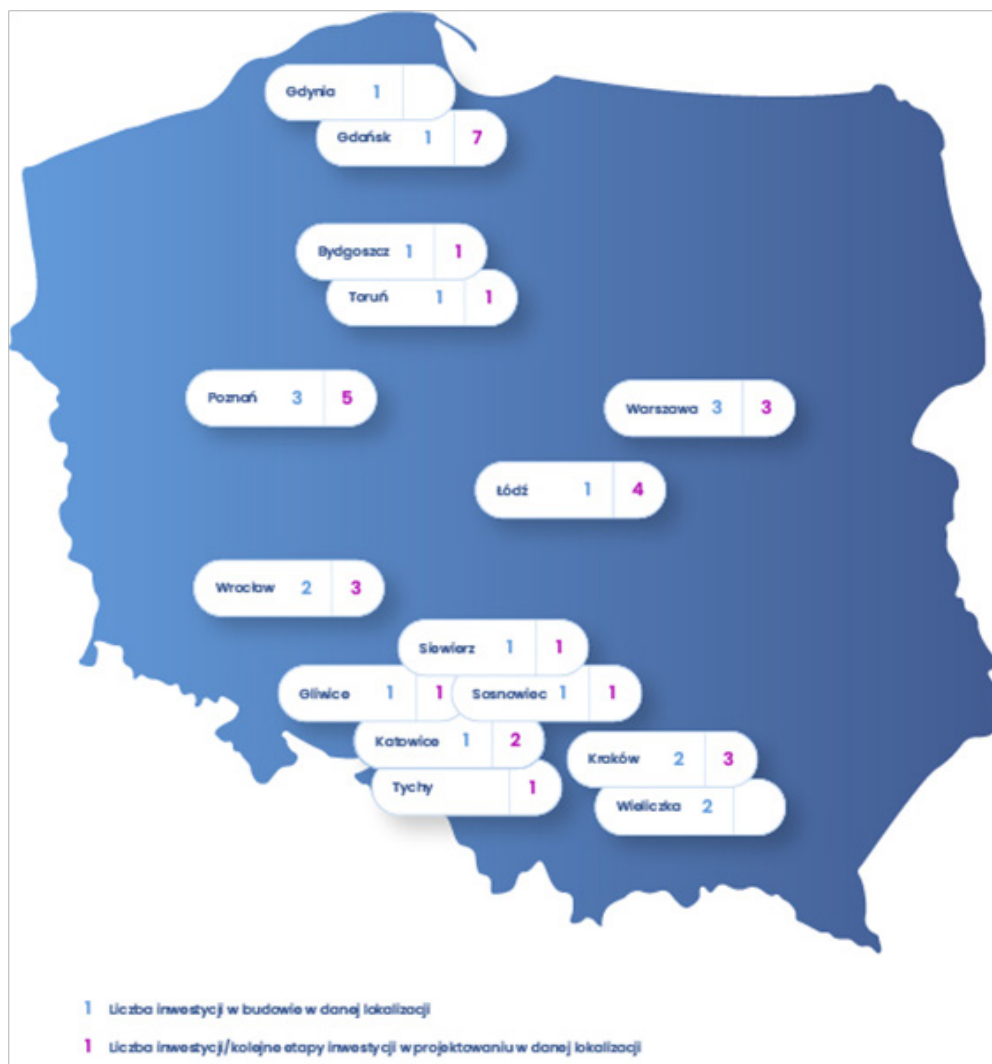 Gdynia 1
Gdańsk 1 7
Bydgoszcz 1 1
Toruń 1 1
Poznań 3 5
Warszawa 3 3
Łódź 1 4
Wrocław 2 3
Siewierz 1 1
Gliwice 1 1
Sosnowiec 1 1
Katowice 1 2
Kraków 2 3
Tychy 1
Wieliczka 2
1 Liczba inwestycji w budowie w danej lokalizacji
1 Liczba inwestycji/kolejne etapy inwestycji w projektowaniu w danej lokalizacji